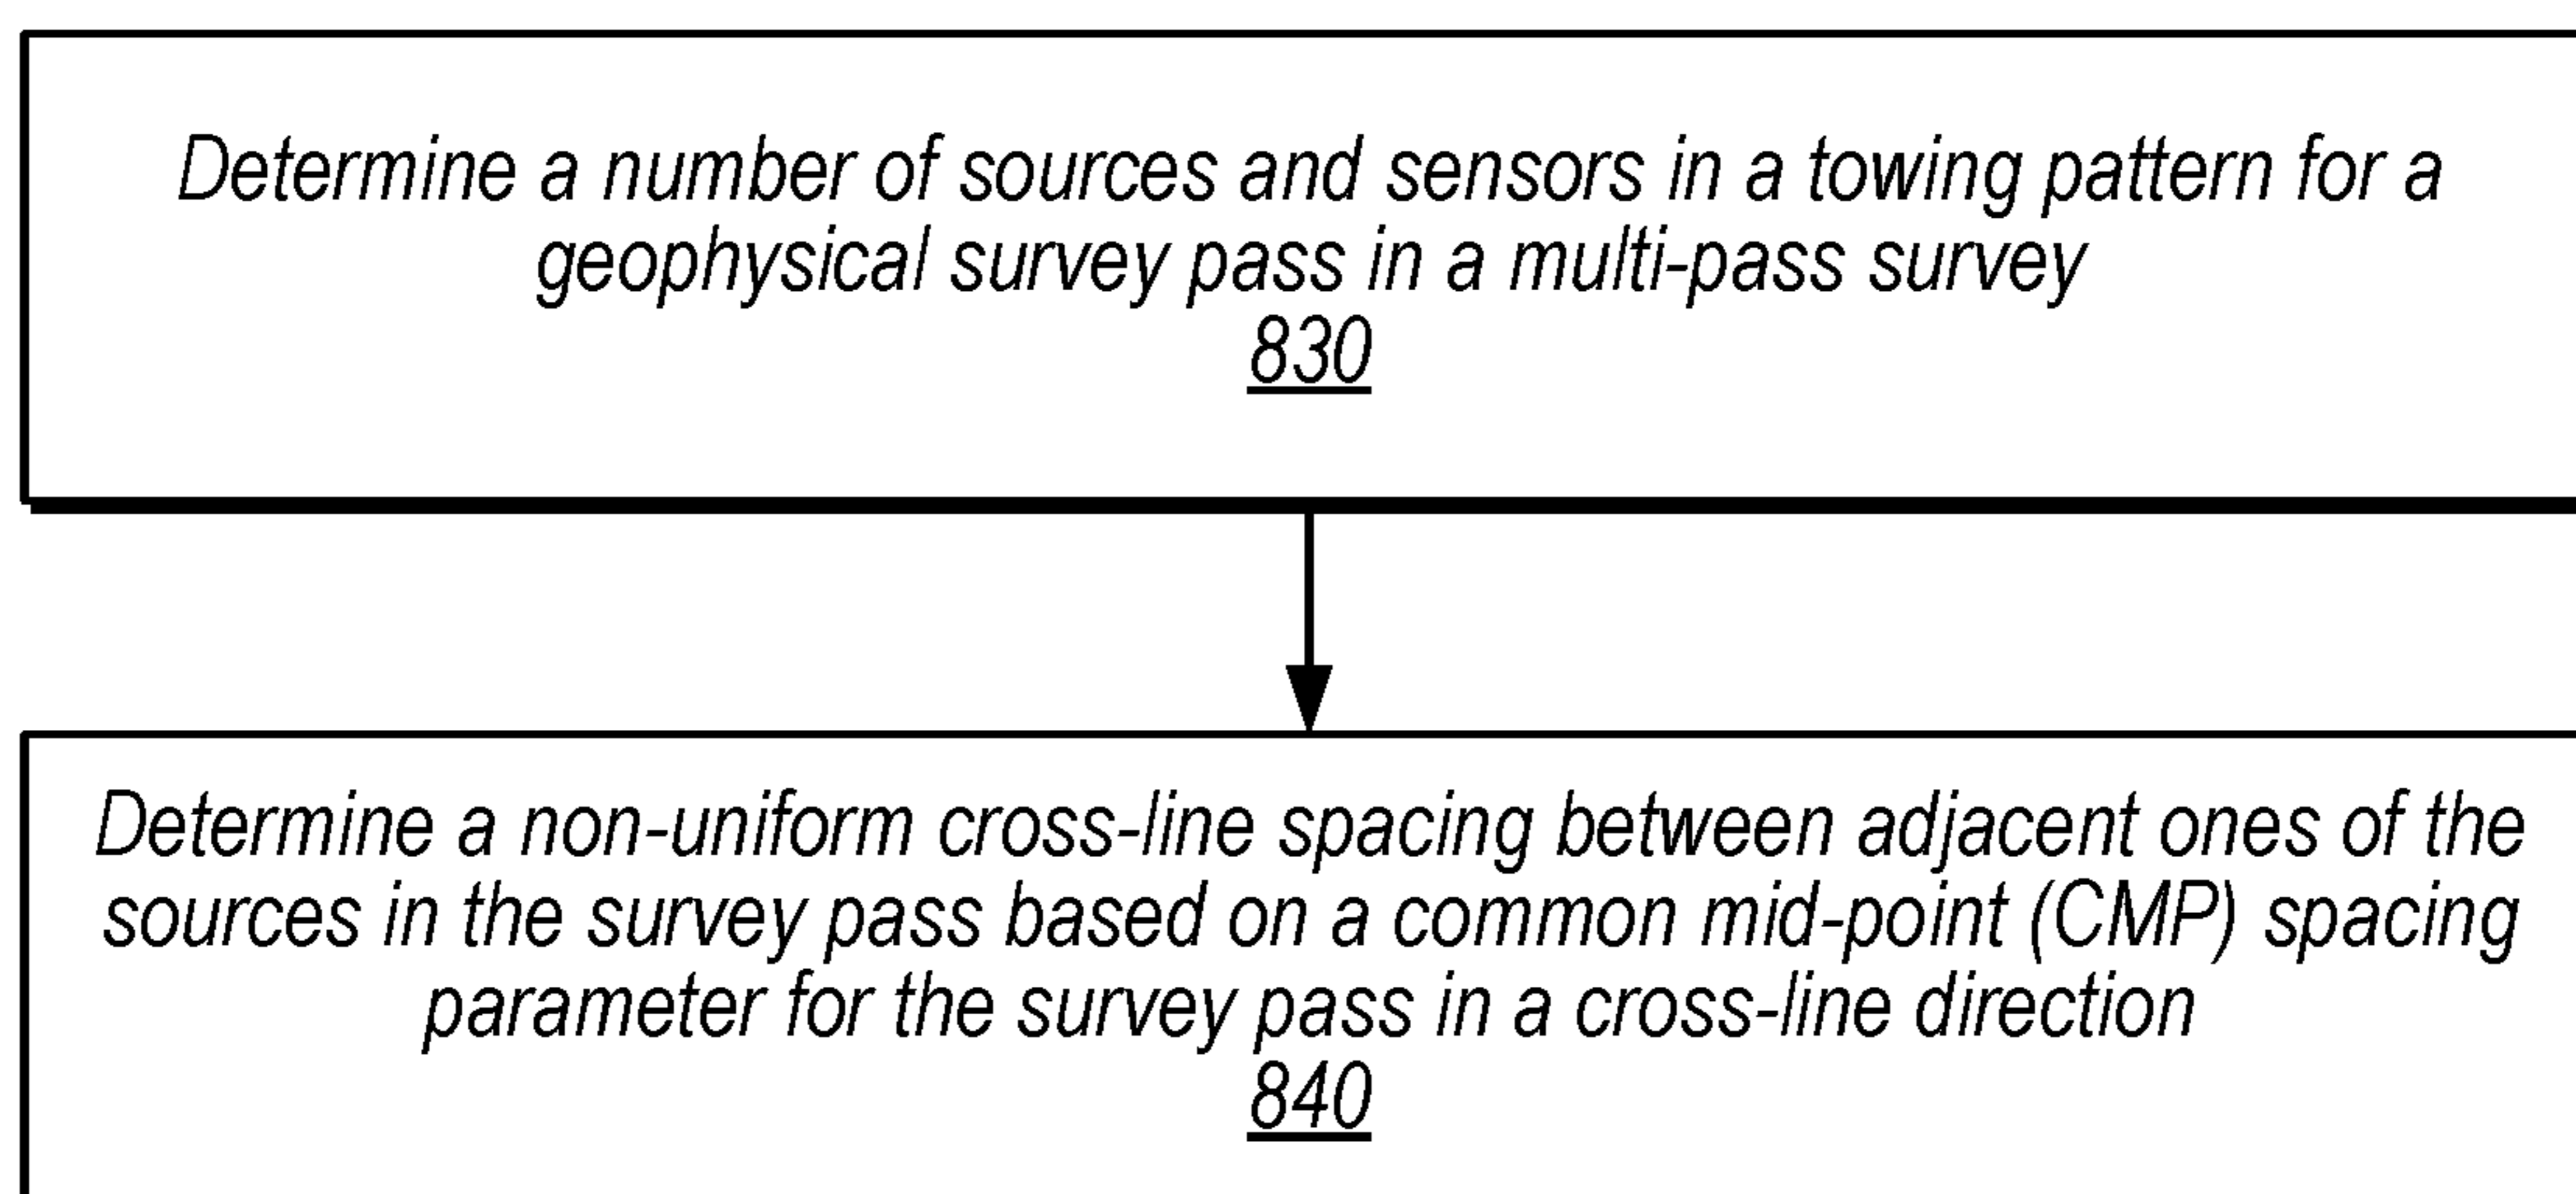 Determine a number of sources and sensors in a towing pattern for a
geophysical survey pass in a multi-pass survey
830
Determine a non-uniform cross-line spacing between adjacent ones of the
sources in the survey pass based on a common mid-point (CMP) spacing
parameter for the survey pass in a cross-line direction
840